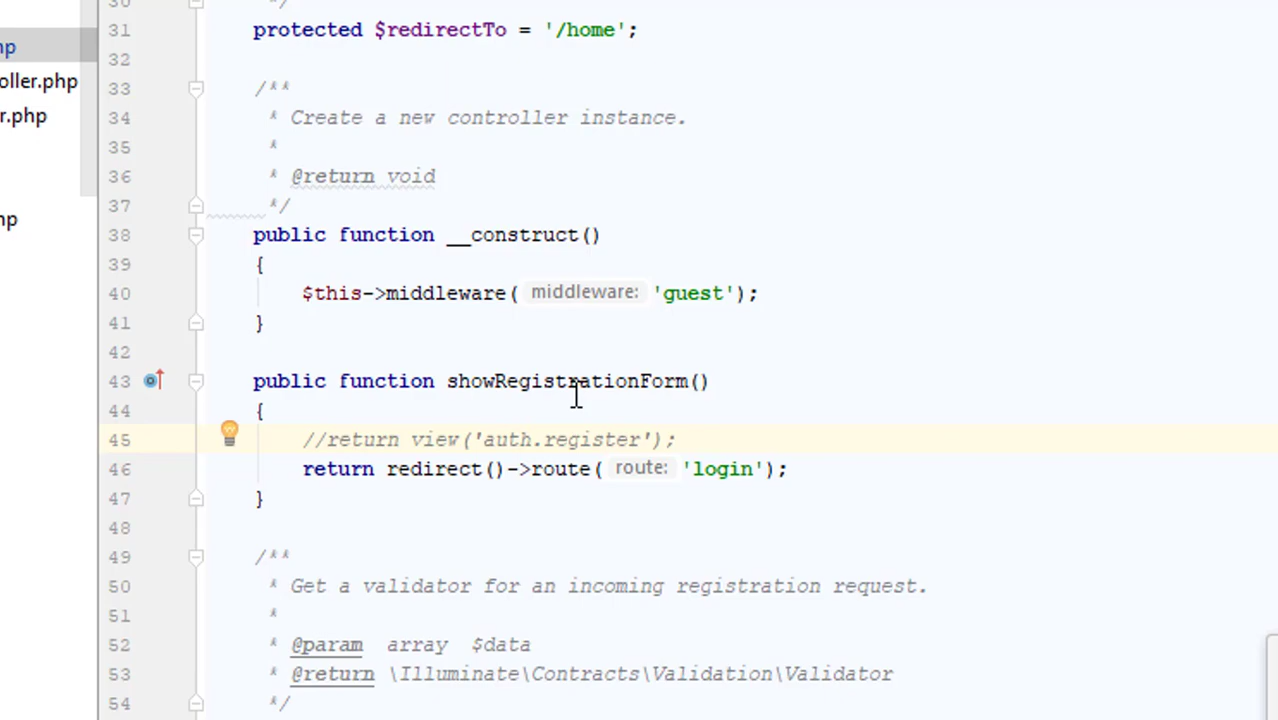 30 */
hp
31 protected $redirectTo = '/home';
32
oller.php
33 /**
r.php
34 * Create a new controller instance.
35 *
36 * @return void
37 */
hp
38 public function __construct()
39 {
40 $this->middleware( middleware: 'guest');
41 }
42
43 public function showRegistrationForm()
44 {
45 //return view('auth.register');
46 return redirect()->route( route: 'login');
47 }
48
49 /**
50 * Get a validator for an incoming registration request.
51 *
52 * @param array $data
53 * @return \Illuminate\Contracts\Validation\Validator
54 */